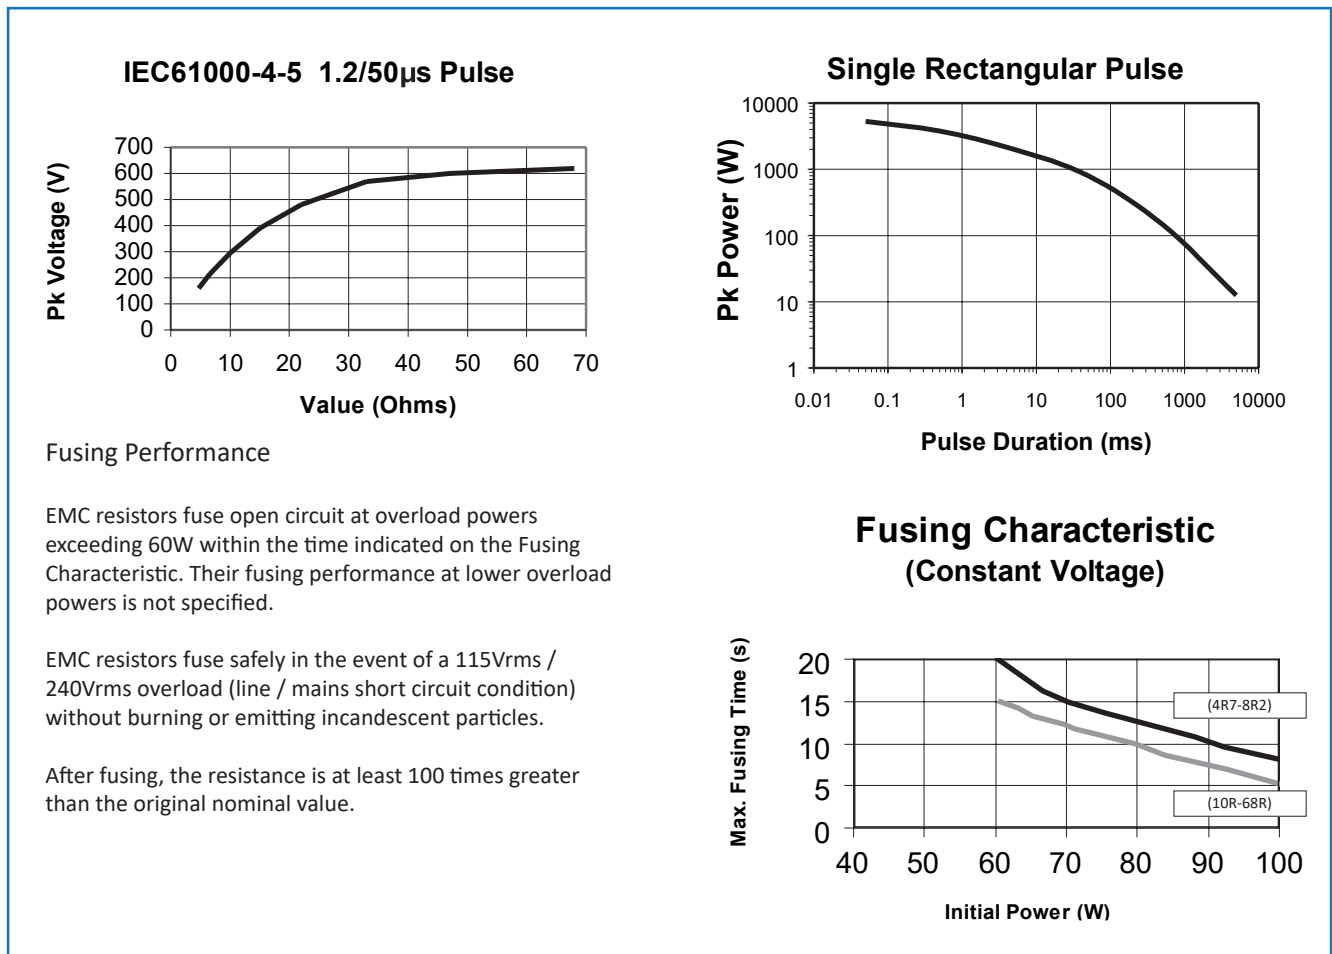 IEC61000-4-5 1.2/50µs Pulse
Pk Voltage (V)
700
600
500
400
300
200
100
0
0 10 20 30 40 50 60 70
Value (Ohms)
Single Rectangular Pulse
Pk Power (W)
10000
1000
100
10
1
0.01 0.1 1 10 100 1000 10000
Pulse Duration (ms)
Fusing Performance
EMC resistors fuse open circuit at overload powers
exceeding 60W within the time indicated on the Fusing
Characteristic. Their fusing performance at lower overload
powers is not specified.
EMC resistors fuse safely in the event of a 115Vrms /
240Vrms overload (line / mains short circuit condition)
without burning or emitting incandescent particles.
After fusing, the resistance is at least 100 times greater
than the original nominal value.
Fusing Characteristic
(Constant Voltage)
Max. Fusing Time (s)
20
15
10
5
0
(4R7-8R2)
(10R-68R)
40 50 60 70 80 90 100
Initial Power (W)